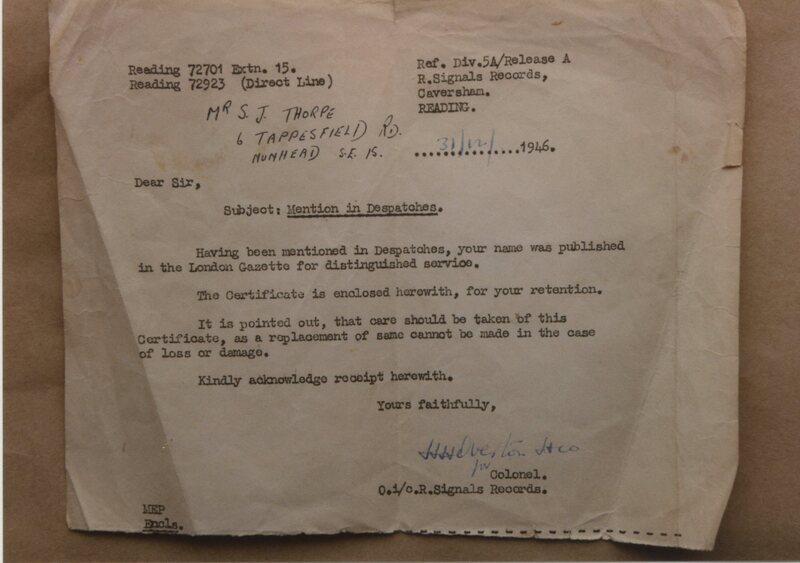 Reading 72701 Extn. 15.
Reading 72923 (Direct Line)
Ref. Div.5A/Release A
R.Signals Records,
Caversham.
READING.
MR S. J. THORPE
6 TAPPESFIELD RD.
NUNHEAD S.E. 15.
31/12/ 1946.
Dear Sir,
Subject: Mention in Despatches.
Having been mentioned in Despatches, your name was published
in the London Gazette for distinguished service.
The Certificate is enclosed herewith, for your retention.
It is pointed out, that care should be taken of this
Certificate, as a replacement of same cannot be made in the case
of loss or damage.
Kindly acknowledge receipt herewith.
Yours faithfully,
for Colonel.
O.i/c.R.Signals Records.
MEP
Encls.